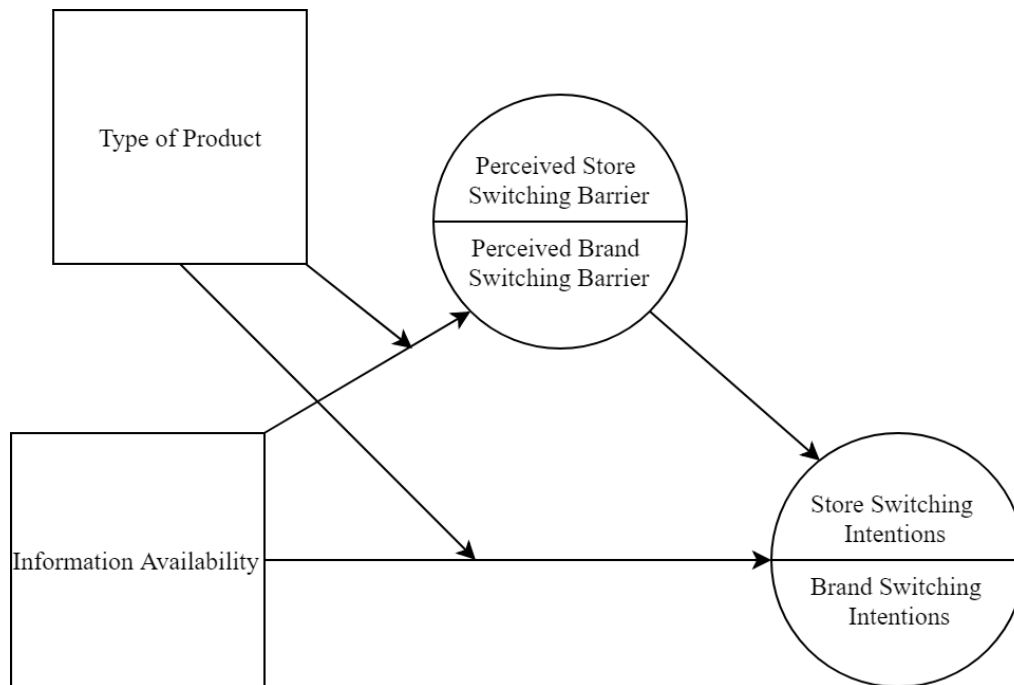 Type of Product
Perceived Store
Switching Barrier
Perceived Brand
Switching Barrier
Information Availability
Store Switching
Intentions
Brand Switching
Intentions